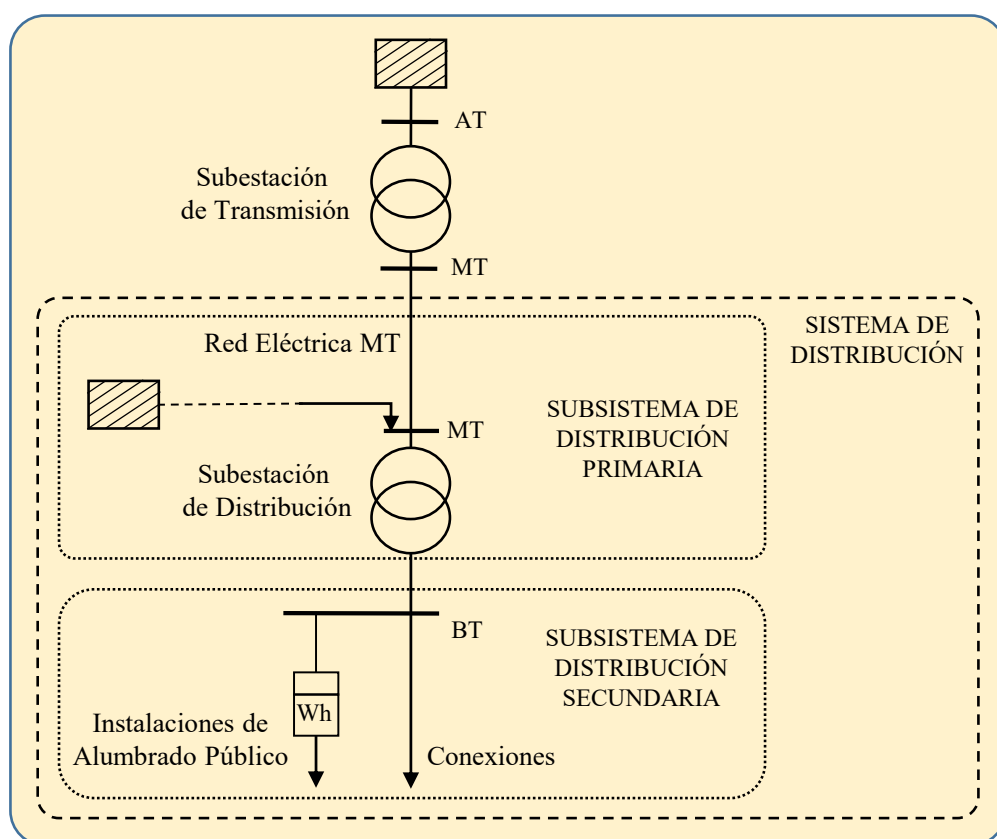 AT
Subestación
de Transmisión
MT
SISTEMA DE
DISTRIBUCIÓN
Red Eléctrica MT
SUBSISTEMA DE
DISTRIBUCIÓN
PRIMARIA
MT
Subestación
de Distribución
BT
SUBSISTEMA DE
DISTRIBUCIÓN
SECUNDARIA
Wh
Instalaciones de
Alumbrado Público
Conexiones